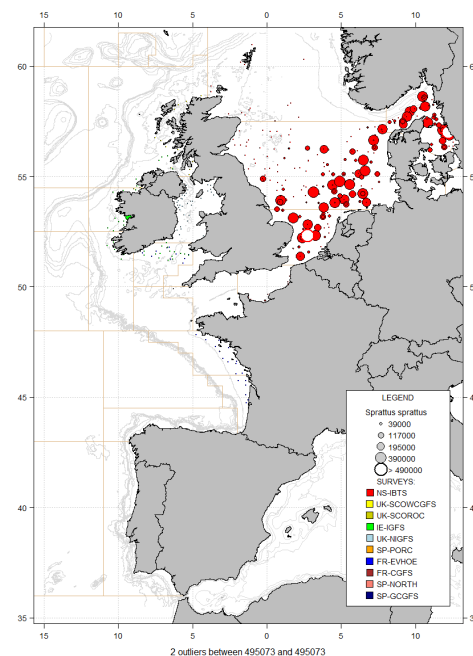 15 10 5 0 5 10
60
55
50
45
40
35
LEGEND
Sprattus sprattus
39000
117000
195000
390000
> 490000
SURVEYS:
NS-IBTS
UK-SCOWCGFS
UK-SCOROC
IE-IGFS
UK-NIGFS
SP-PORC
FR-EVHOE
FR-CGFS
SP-NORTH
SP-GCGFS
15 10 5 0 5 10
2 outliers between 495073 and 495073